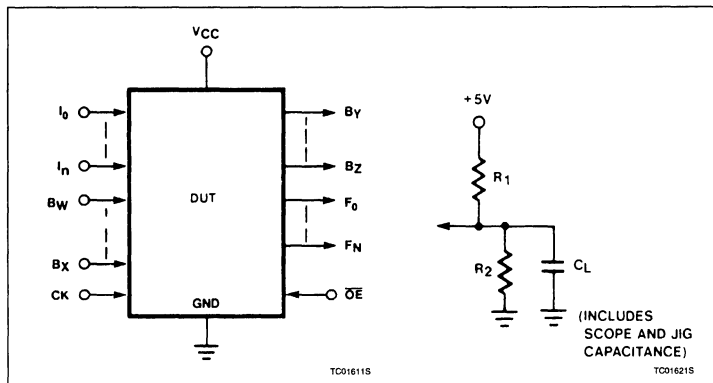 VCC
I0
In
BW
BX
CK
DUT
GND
BY
BZ
F0
FN
OE
TC01611S
+5V
R1
R2
CL
(INCLUDES
SCOPE AND JIG
CAPACITANCE)
TC01621S